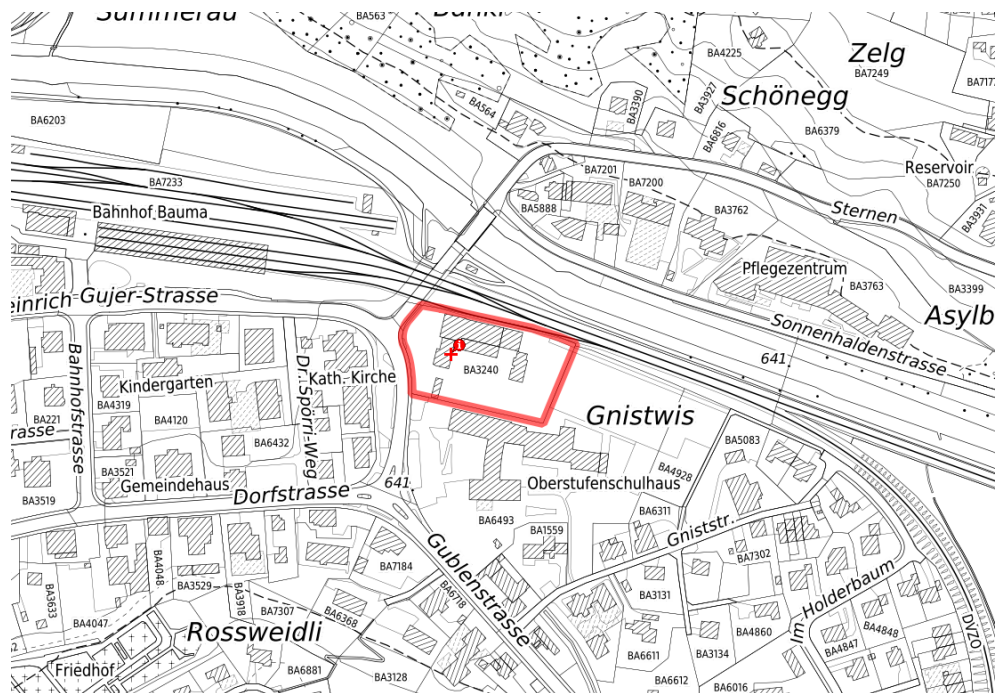 Summerau
BA563
BA4225
Zelg
BA7249
BA7177
BA564
BA3390
BA3927
Schönegg
BA6203
BA6816
BA6379
BA7233
BA7201
BA7200
Reservoir
BA7250
Bahnhof Bauma
BA5888
BA3762
Sternen
BA3931
Pflegezentrum
BA3763
BA3399
einrich Gujer-Strasse
Sonnenhaldenstrasse
Asylb
641
Bahnhofstrasse
Kindergarten
Dr.-Spörri-Weg
Kath. Kirche
BA3240
BA4319
BA221
BA4120
Gnistwis
rasse
BA6432
BA5083
BA3521
Gemeindehaus
641
BA4928
BA3519
Dorfstrasse
Oberstufenschulhaus
BA6493
BA1559
BA6311
Gniststr.
BA4048
BA7184
Gublenstrasse
BA7302
BA3529
BA3633
BA3918
BA6718
BA3131
Im Holderbaum
BA4047
BA7307
BA6368
BA4860
BA4848
DVZO
Rossweidli
BA4847
Friedhof
BA6881
BA3128
BA6611
BA3134
BA6612
BA6016